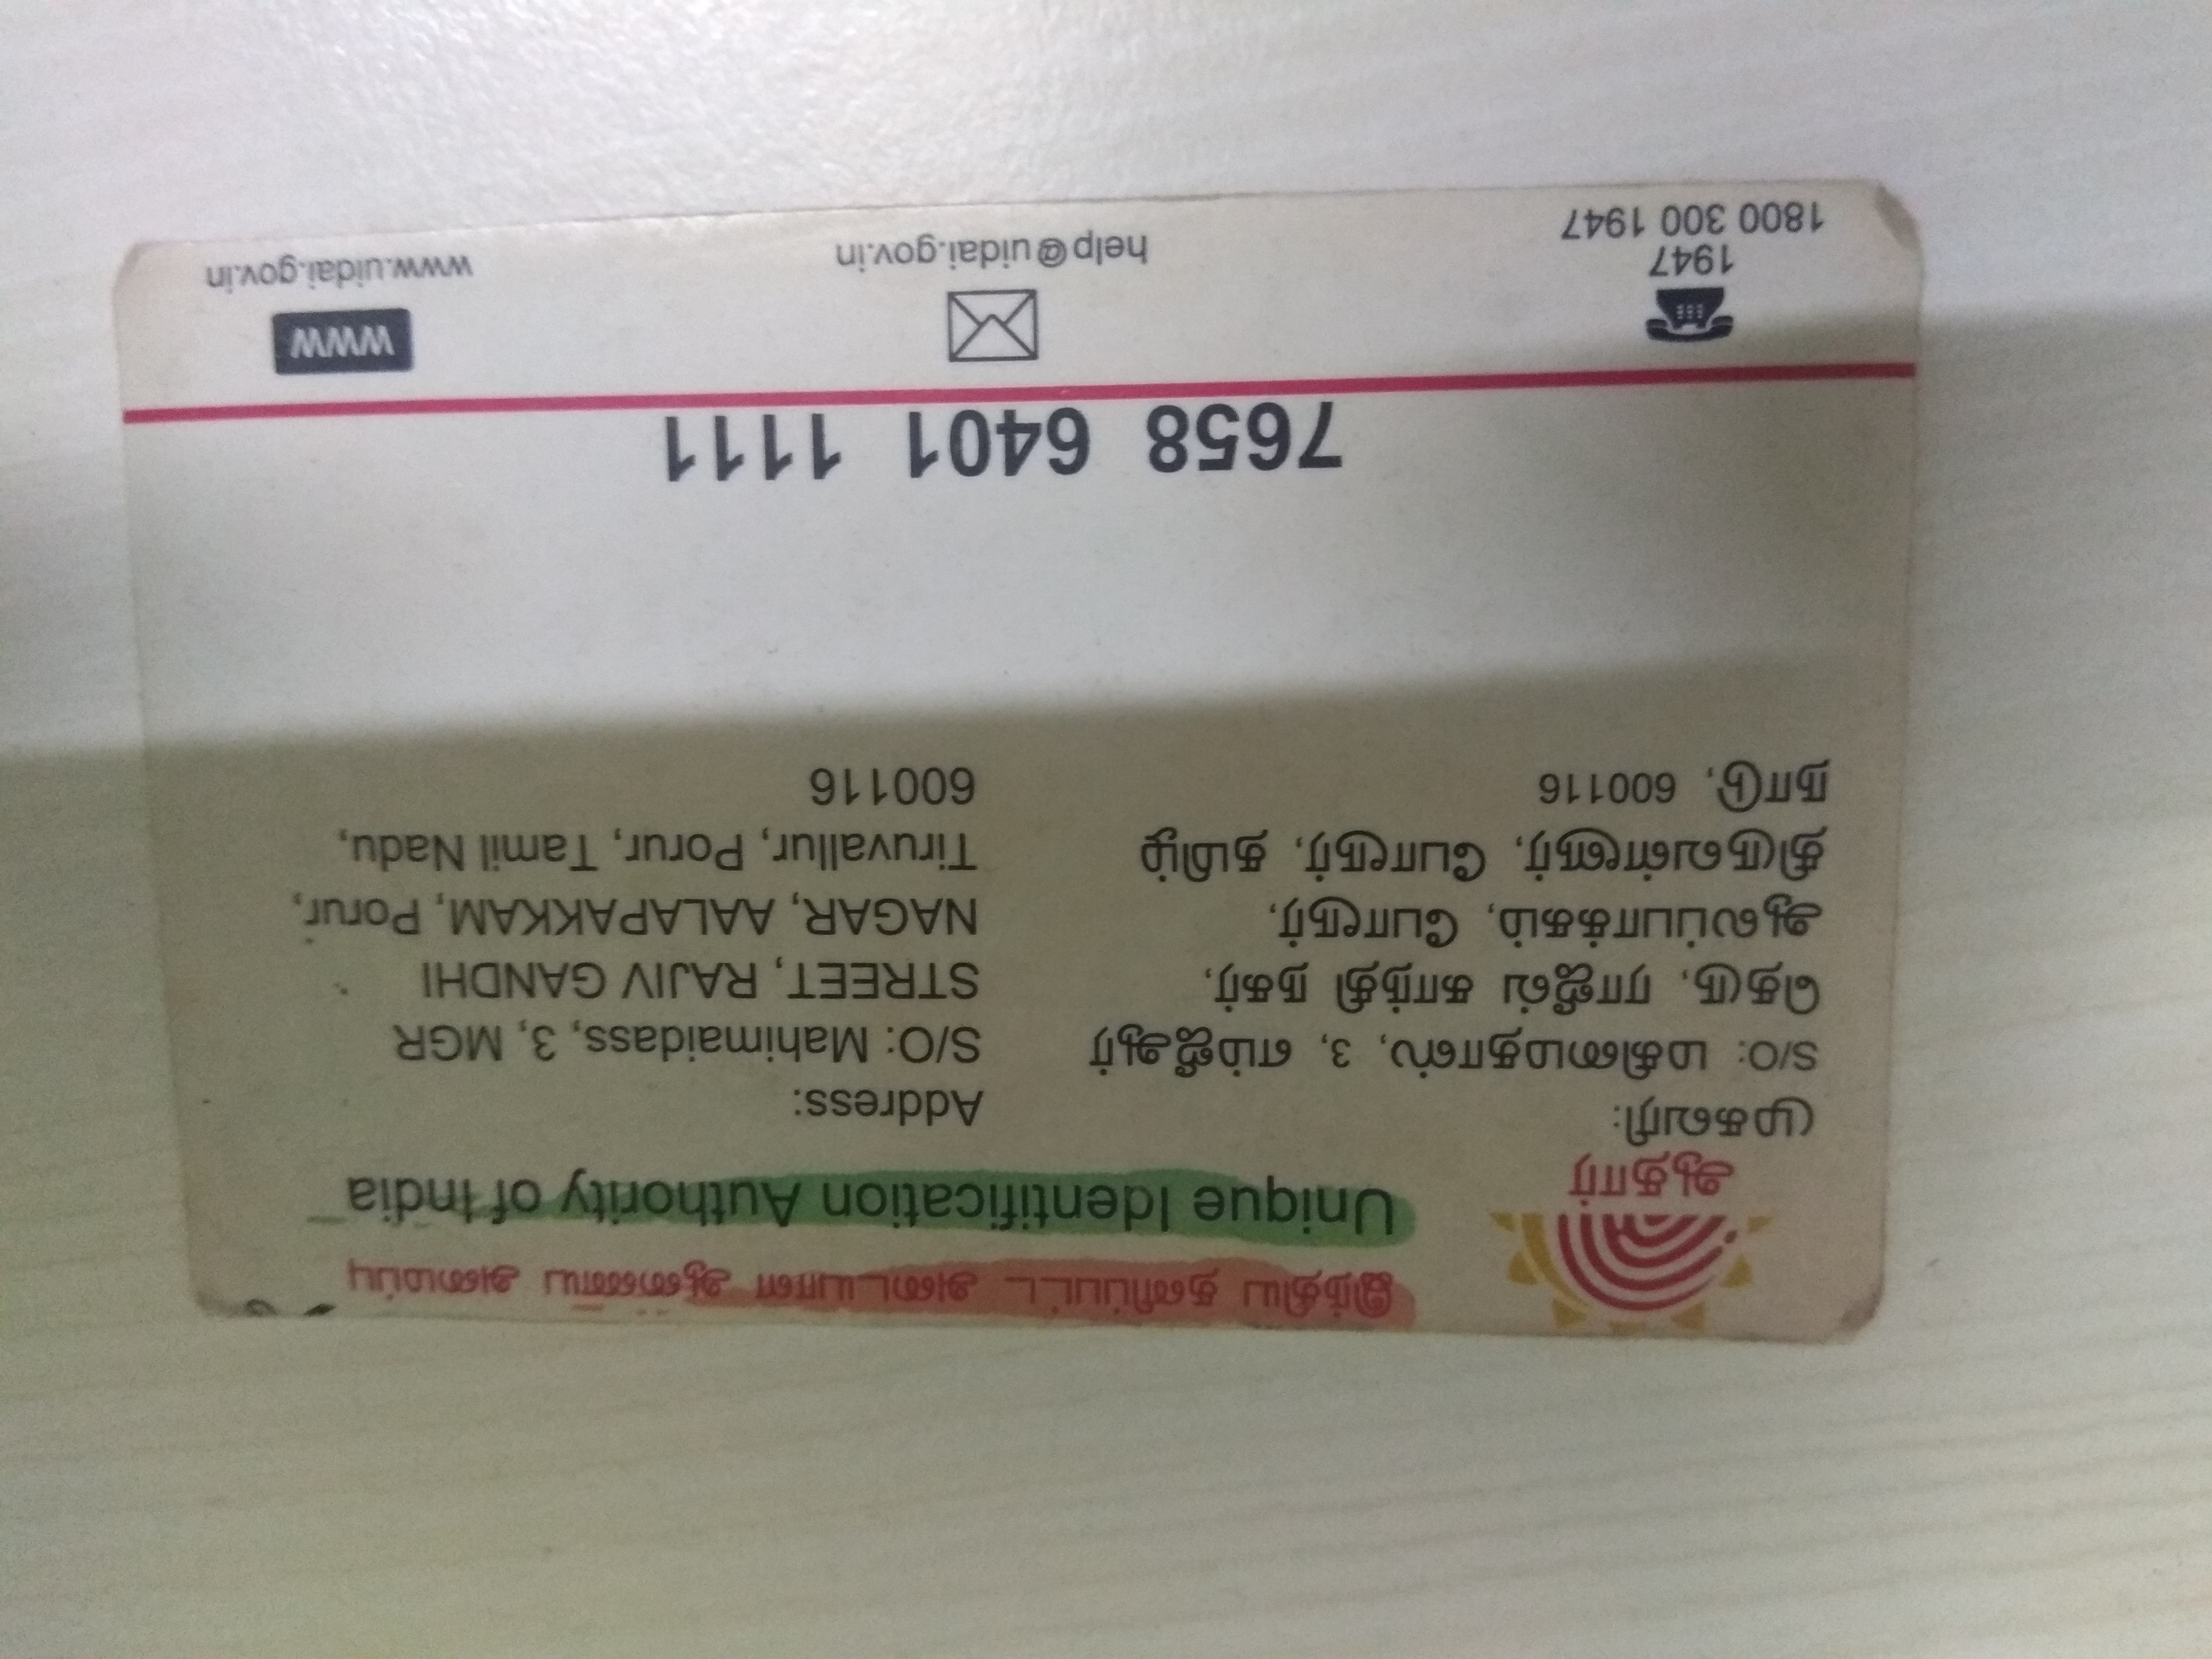 இந்திய தனிப்பட்ட அடையாள ஆணைய அமைப்பு
Unique Identification Authority of India
ஆதார்
முகவரி:
S/O: மகிமைதாஸ், 3, எம்ஜீஆர்
தெரு, ராஜீவ் காந்தி நகர்,
ஆலப்பாக்கம், போரூர்,
திருவள்ளூர், போரூர், தமிழ்
நாடு, 600116
Address:
S/O: Mahimaidass, 3, MGR
STREET, RAJIV GANDHI
NAGAR, AALAPAKKAM, Porur,
Tiruvallur, Porur, Tamil Nadu,
600116
7658 6401 1111
1947
1800 300 1947
help@uidai.gov.in
WWW
www.uidai.gov.in